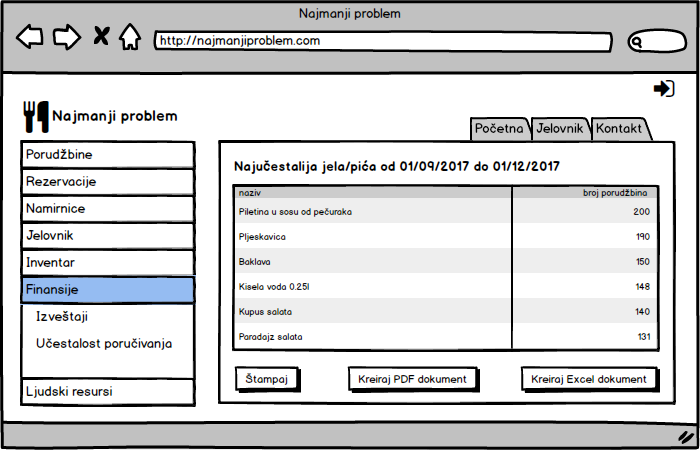 Najmanji problem
http://najmanjiproblem.com
Najmanji problem
Početna Jelovnik Kontakt
Porudžbine
Rezervacije
Namirnice
Jelovnik
Inventar
Finansije
Izveštaji
Učestalost poručivanja
Ljudski resursi
Najučestalija jela/pića od 01/09/2017 do 01/12/2017
naziv broj porudžbina
Piletina u sosu od pečuraka 200
Pljeskavica 190
Baklava 150
Kisela voda 0.25l 148
Kupus salata 140
Paradajz salata 131
Štampaj Kreiraj PDF dokument Kreiraj Excel dokument